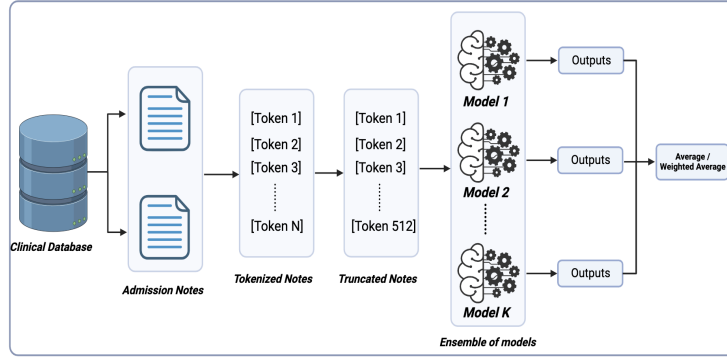 Clinical Database
Admission Notes
[Token 1]
[Token 2]
[Token 3]
[Token N]
Tokenized Notes
[Token 1]
[Token 2]
[Token 3]
[Token 512]
Truncated Notes
Model 1
Model 2
Model K
Ensemble of models
Outputs
Outputs
Outputs
Average /
Weighted Average